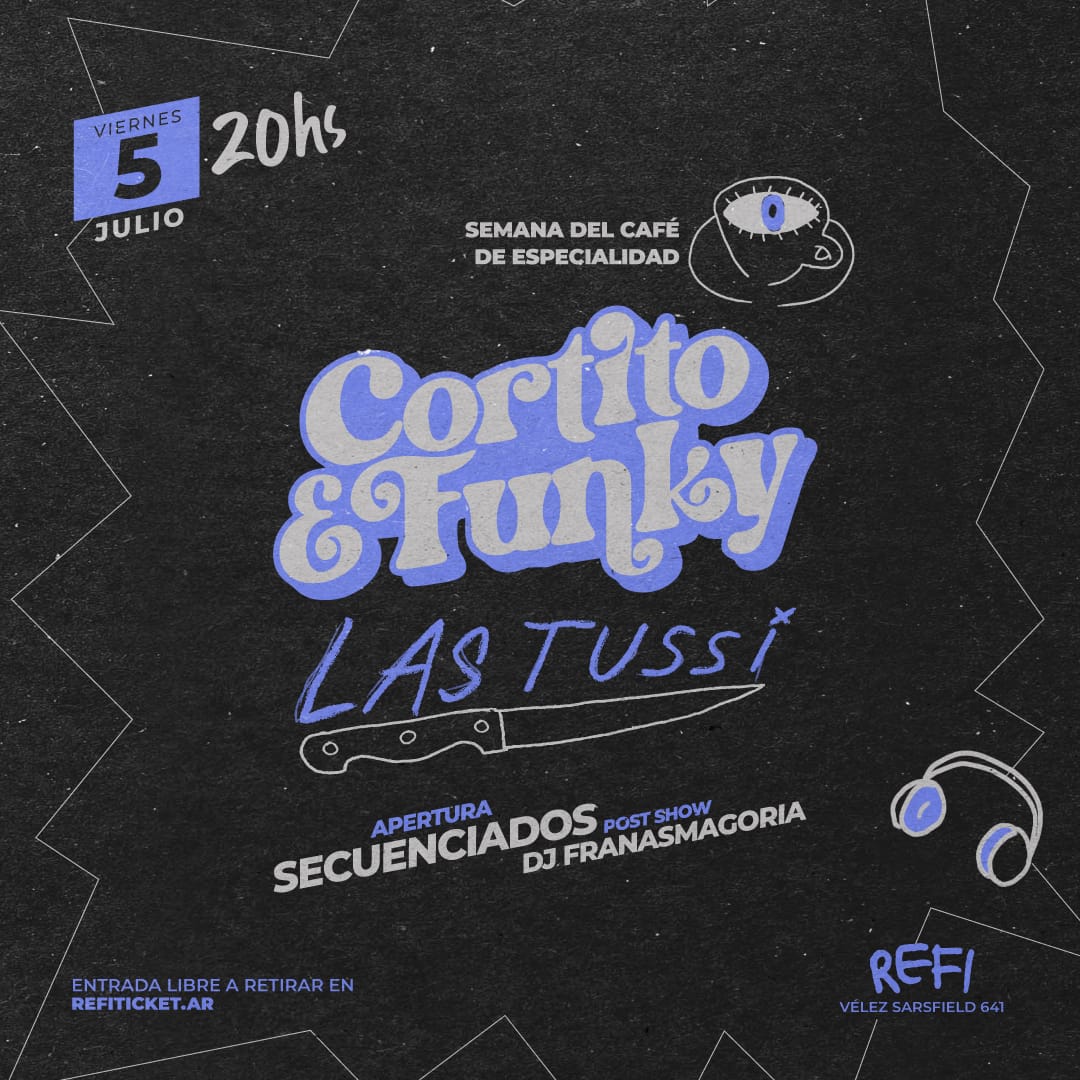 VIERNES
5
JULIO
20hs
SEMANA DEL CAFÉ
DE ESPECIALIDAD
Cortito
& Funky
LAS TUSSi
APERTURA
SECUENCIADOS
POST SHOW
DJ FRANASMAGORIA
ENTRADA LIBRE A RETIRAR EN
REFITICKET.AR
REFI
VÉLEZ SARSFIELD 641